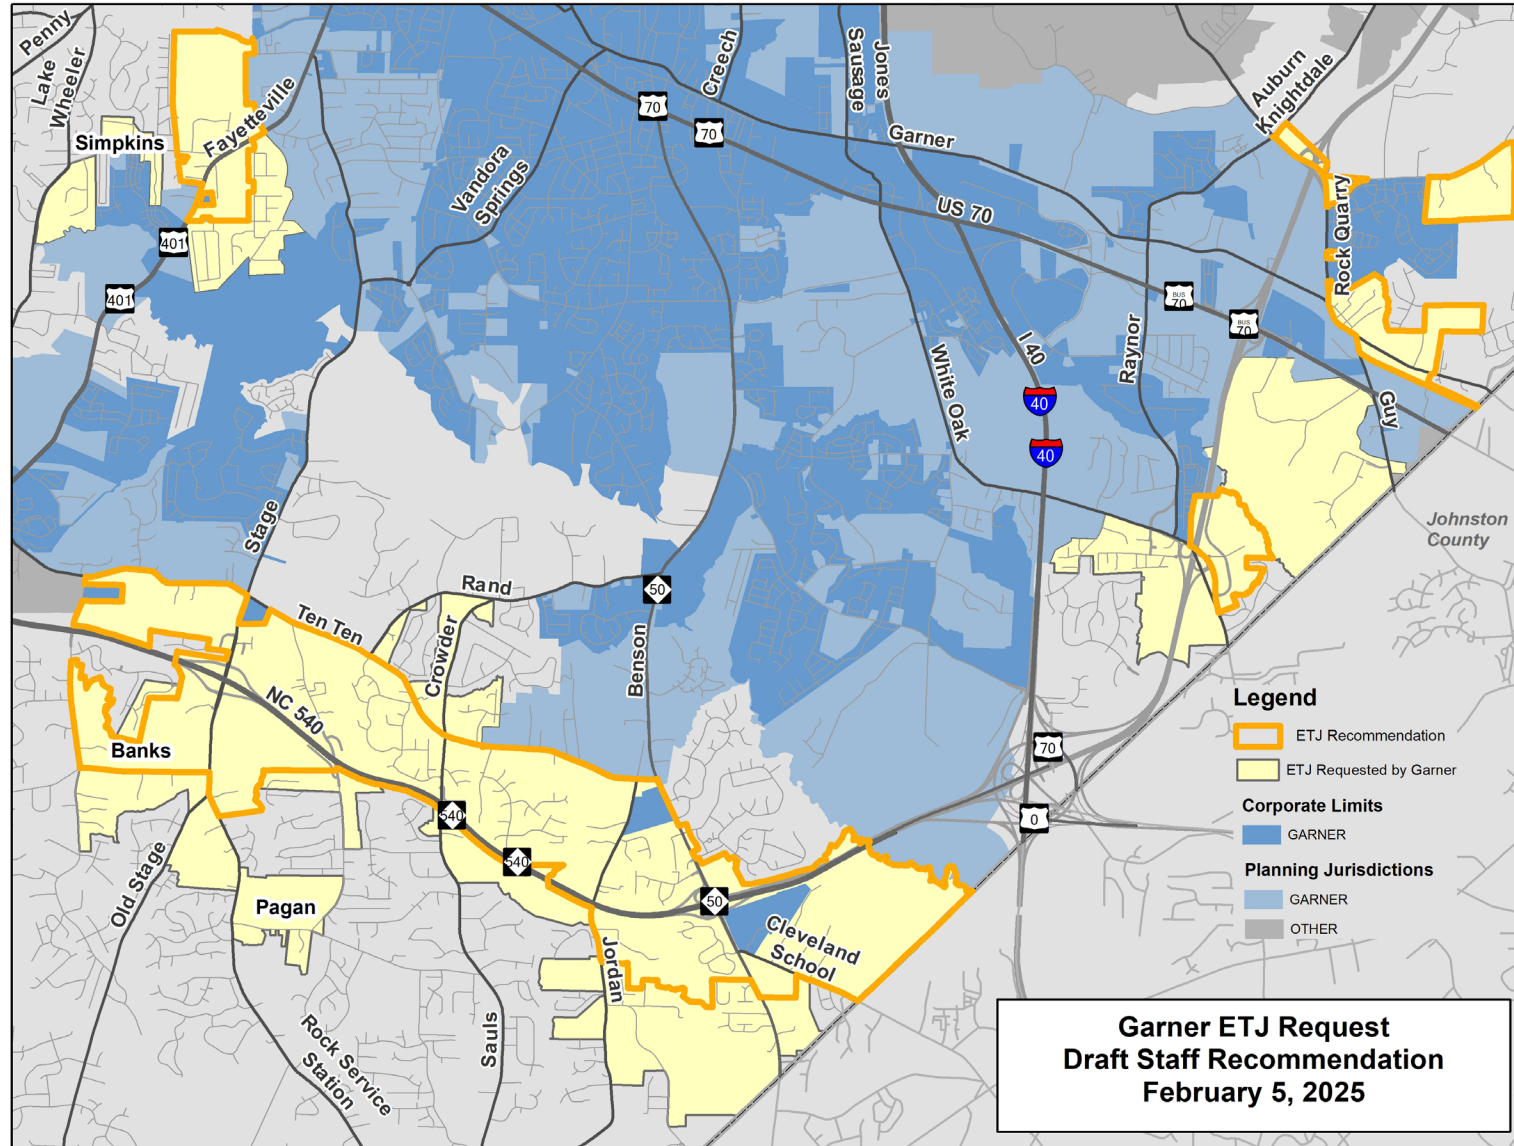 Penny
Lake
Wheeler
Simpkins
Fayetteville
401
401
Vandora
Springs
Creech
70
70
Sausage
Jones
Garner
US 70
Auburn
Knightdale
Rock Quarry
BUS
70
BUS
70
Raynor
I 40
40
40
White Oak
Guy
Johnston
County
Stage
Rand
50
Ten Ten
Crowder
Benson
NC 540
Banks
540
540
50
70
0
Old Stage
Pagan
Cleveland
School
Jordan
Sauls
Rock Service
Station
Legend
ETJ Recommendation
ETJ Requested by Garner
Corporate Limits
GARNER
Planning Jurisdictions
GARNER
OTHER
Garner ETJ Request
Draft Staff Recommendation
February 5, 2025